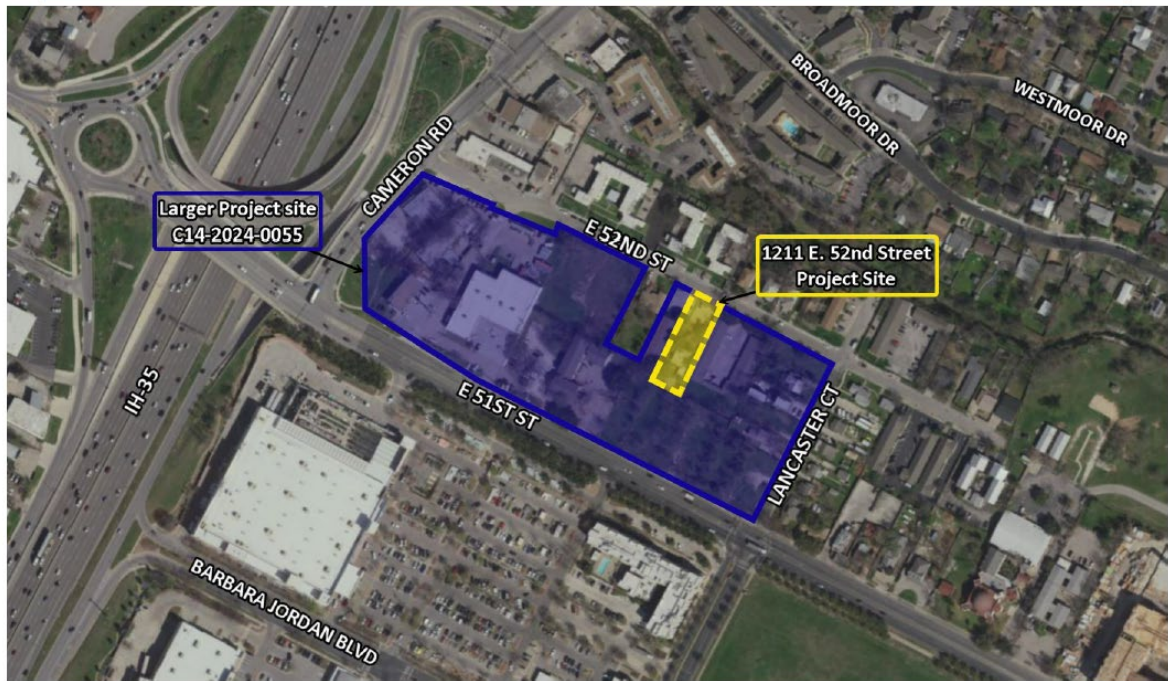 BROADMOOR DR
WESTMOOR DR
CAMERON RD
Larger Project site
C14-2024-0055
E 52ND ST
1211 E. 52nd Street
Project Site
IH-35
E 51ST ST
LANCASTER CT
BARBARA JORDAN BLVD